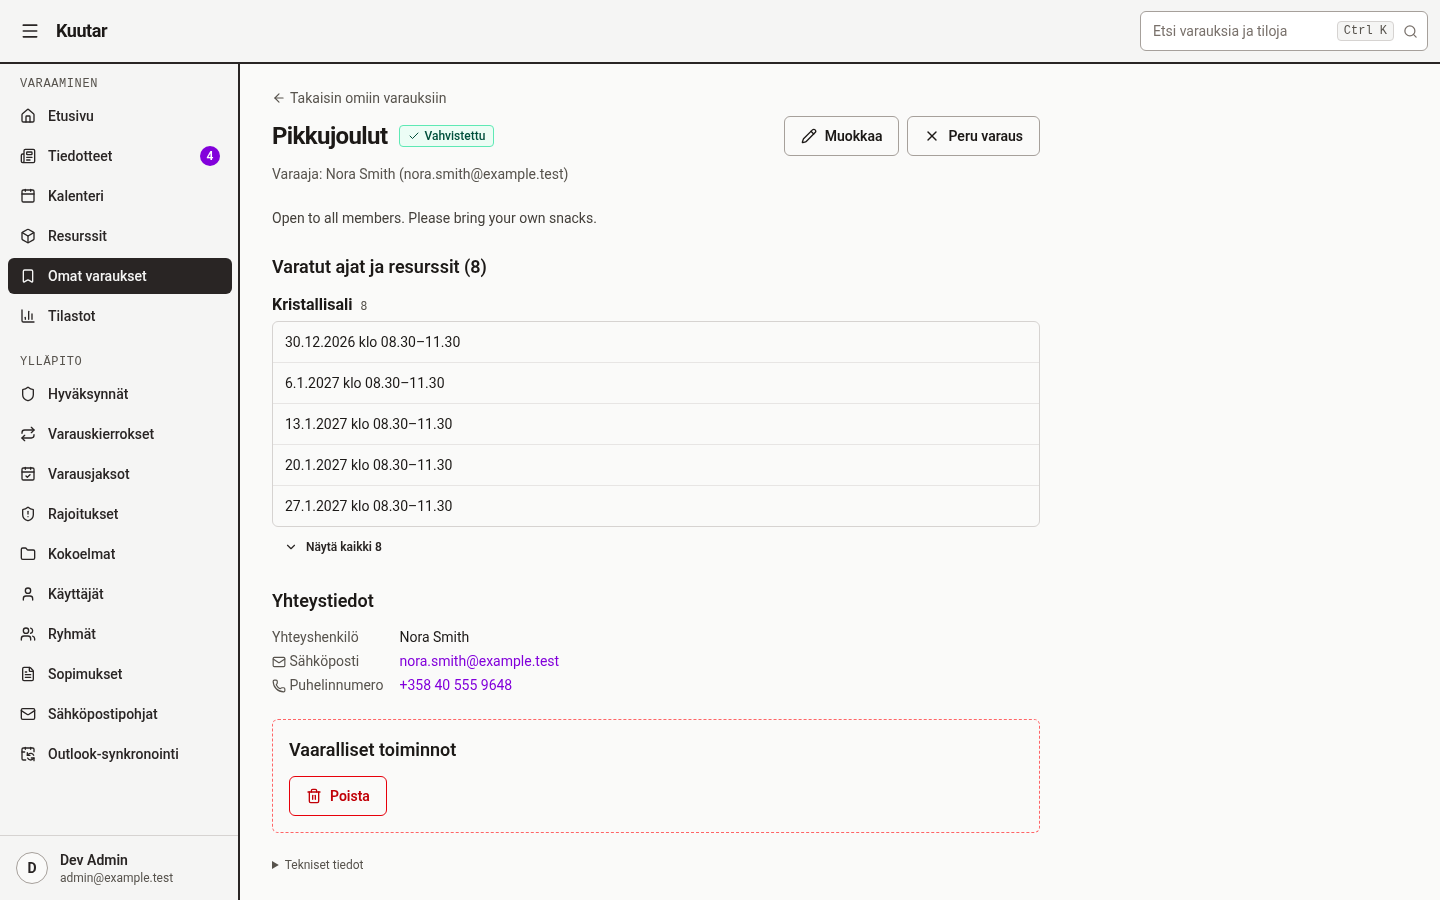 Kuutar
Etsi varauksia ja tiloja
Ctrl K
VARAAMINEN
Etusivu
Tiedotteet
4
Kalenteri
Resurssit
Omat varaukset
Tilastot
YLLÄPITO
Hyväksynnät
Varauskierrokset
Varausjaksot
Rajoitukset
Kokoelmat
Käyttäjät
Ryhmät
Sopimukset
Sähköpostipohjat
Outlook-synkronointi
D
Dev Admin
admin@example.test
Takaisin omiin varauksiin
Pikkujoulut
Vahvistettu
Muokkaa
Peru varaus
Varaaja: Nora Smith (nora.smith@example.test)
Open to all members. Please bring your own snacks.
Varatut ajat ja resurssit (8)
Kristallisali 8
30.12.2026 klo 08.30–11.30
6.1.2027 klo 08.30–11.30
13.1.2027 klo 08.30–11.30
20.1.2027 klo 08.30–11.30
27.1.2027 klo 08.30–11.30
Näytä kaikki 8
Yhteystiedot
Yhteyshenkilö Nora Smith
Sähköposti nora.smith@example.test
Puhelinnumero +358 40 555 9648
Vaaralliset toiminnot
Poista
Tekniset tiedot